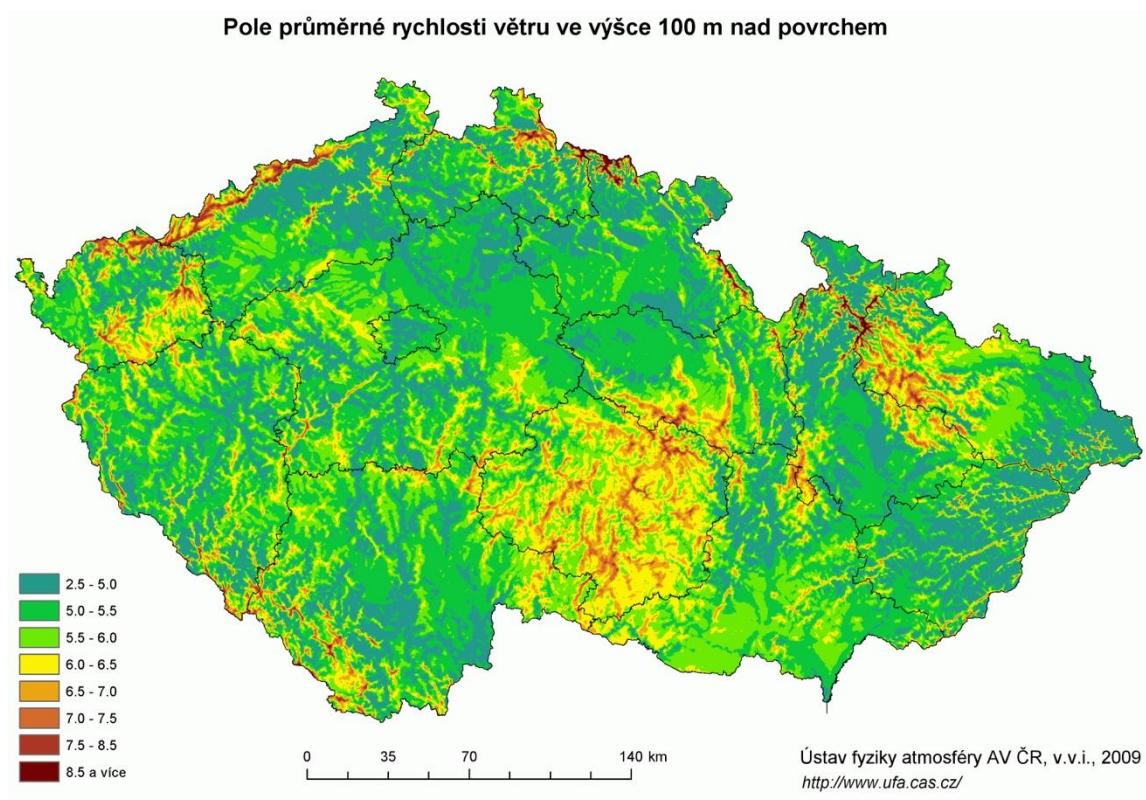 Pole průměrné rychlosti větru ve výšce 100 m nad povrchem
2.5 - 5.0
5.0 - 5.5
5.5 - 6.0
6.0 - 6.5
6.5 - 7.0
7.0 - 7.5
7.5 - 8.5
8.5 a více
0 35 70 140 km
Ústav fyziky atmosféry AV ČR, v.v.i., 2009
http://www.ufa.cas.cz/